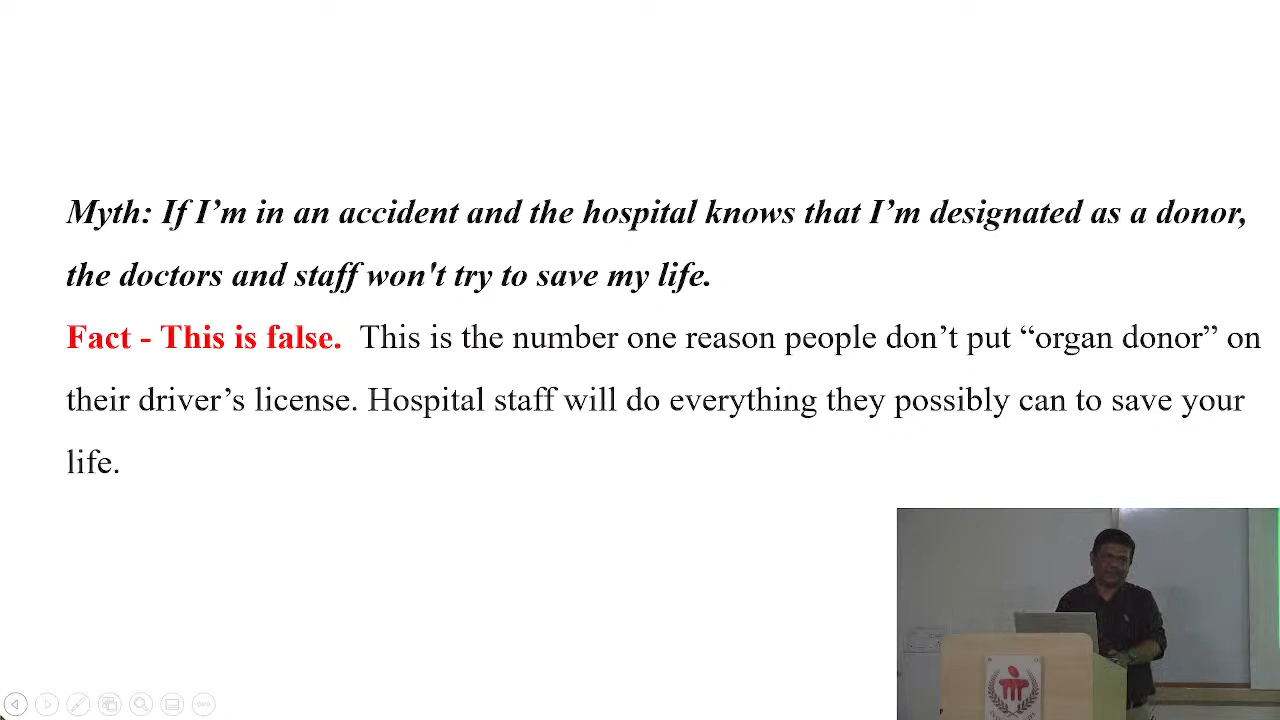 Myth: If I’m in an accident and the hospital knows that I’m designated as a donor,
the doctors and staff won't try to save my life.
Fact - This is false. This is the number one reason people don’t put “organ donor” on
their driver’s license. Hospital staff will do everything they possibly can to save your
life.